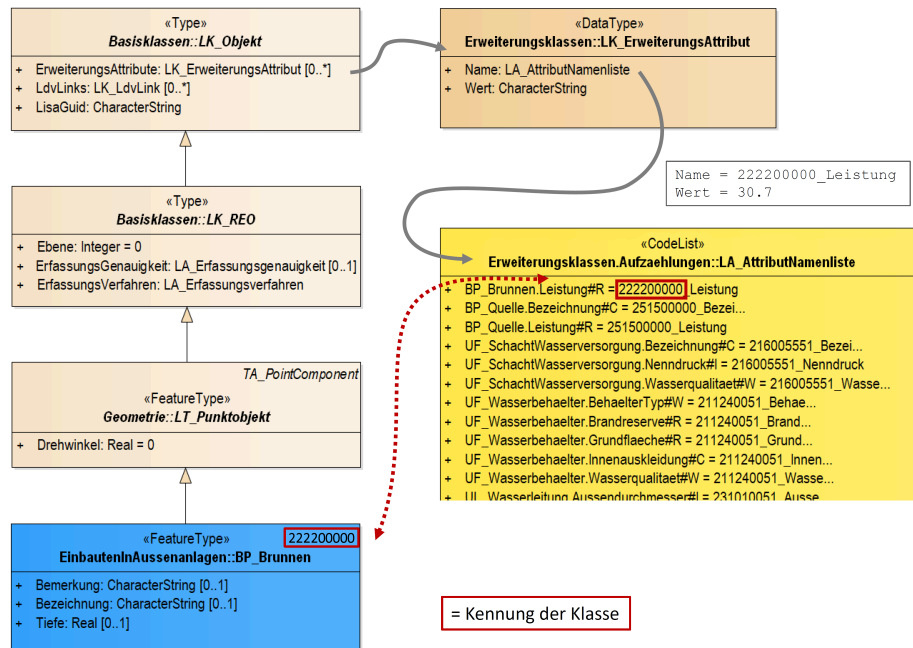 «Type»
Basisklassen::LK_Objekt
+ ErweiterungsAttribute: LK_ErweiterungsAttribut [0..*]
+ LdvLinks: LK_LdvLink [0..*]
+ LisaGuid: CharacterString
«DataType»
Erweiterungsklassen::LK_ErweiterungsAttribut
+ Name: LA_AttributNamenliste
+ Wert: CharacterString
Name = 222200000_Leistung
Wert = 30.7
«Type»
Basisklassen::LK_REO
+ Ebene: Integer = 0
+ ErfassungsGenauigkeit: LA_Erfassungsgenauigkeit [0..1]
+ ErfassungsVerfahren: LA_Erfassungsverfahren
«CodeList»
Erweiterungsklassen.Aufzaehlungen::LA_AttributNamenliste
+ BP_Brunnen.Leistung#R = 222200000_Leistung
+ BP_Quelle.Bezeichnung#C = 251500000_Bezei...
+ BP_Quelle.Leistung#R = 251500000_Leistung
+ UF_SchachtWasserversorgung.Bezeichnung#C = 216005551_Bezei...
+ UF_SchachtWasserversorgung.Nenndruck#I = 216005551_Nenndruck
+ UF_SchachtWasserversorgung.Wasserqualitaet#W = 216005551_Wasse...
+ UF_Wasserbehaelter.BehaelterTyp#W = 211240051_Behae...
+ UF_Wasserbehaelter.Brandreserve#R = 211240051_Brand...
+ UF_Wasserbehaelter.Grundflaeche#R = 211240051_Grund...
+ UF_Wasserbehaelter.Innenauskleidung#C = 211240051_Innen...
+ UF_Wasserbehaelter.Wasserqualitaet#W = 211240051_Wasse...
+ UL_Wasserleitung.Aussendurchmesser#I = 231010051_Ausse...
TA_PointComponent
«FeatureType»
Geometrie::LT_Punktobjekt
+ Drehwinkel: Real = 0
«FeatureType» 222200000
EinbautenInAussenanlagen::BP_Brunnen
+ Bemerkung: CharacterString [0..1]
+ Bezeichnung: CharacterString [0..1]
+ Tiefe: Real [0..1]
= Kennung der Klasse